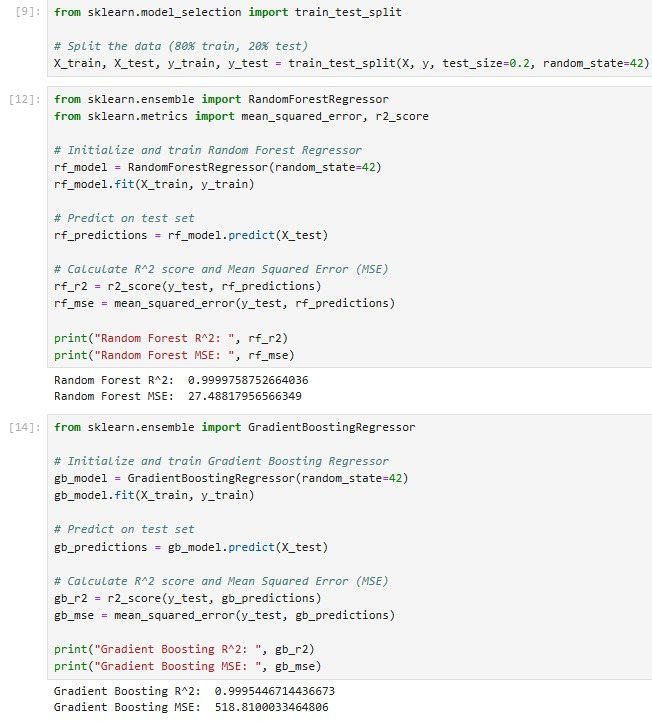 [9]: from sklearn.model_selection import train_test_split
# Split the data (80% train, 20% test)
X_train, X_test, y_train, y_test = train_test_split(X, y, test_size=0.2, random_state=42)
[12]: from sklearn.ensemble import RandomForestRegressor
from sklearn.metrics import mean_squared_error, r2_score
# Initialize and train Random Forest Regressor
rf_model = RandomForestRegressor(random_state=42)
rf_model.fit(X_train, y_train)
# Predict on test set
rf_predictions = rf_model.predict(X_test)
# Calculate R^2 score and Mean Squared Error (MSE)
rf_r2 = r2_score(y_test, rf_predictions)
rf_mse = mean_squared_error(y_test, rf_predictions)
print("Random Forest R^2: ", rf_r2)
print("Random Forest MSE: ", rf_mse)
Random Forest R^2:  0.9999758752664036
Random Forest MSE:  27.48817956566349
[14]: from sklearn.ensemble import GradientBoostingRegressor
# Initialize and train Gradient Boosting Regressor
gb_model = GradientBoostingRegressor(random_state=42)
gb_model.fit(X_train, y_train)
# Predict on test set
gb_predictions = gb_model.predict(X_test)
# Calculate R^2 score and Mean Squared Error (MSE)
gb_r2 = r2_score(y_test, gb_predictions)
gb_mse = mean_squared_error(y_test, gb_predictions)
print("Gradient Boosting R^2: ", gb_r2)
print("Gradient Boosting MSE: ", gb_mse)
Gradient Boosting R^2:  0.9995446714436673
Gradient Boosting MSE:  518.8100033464806